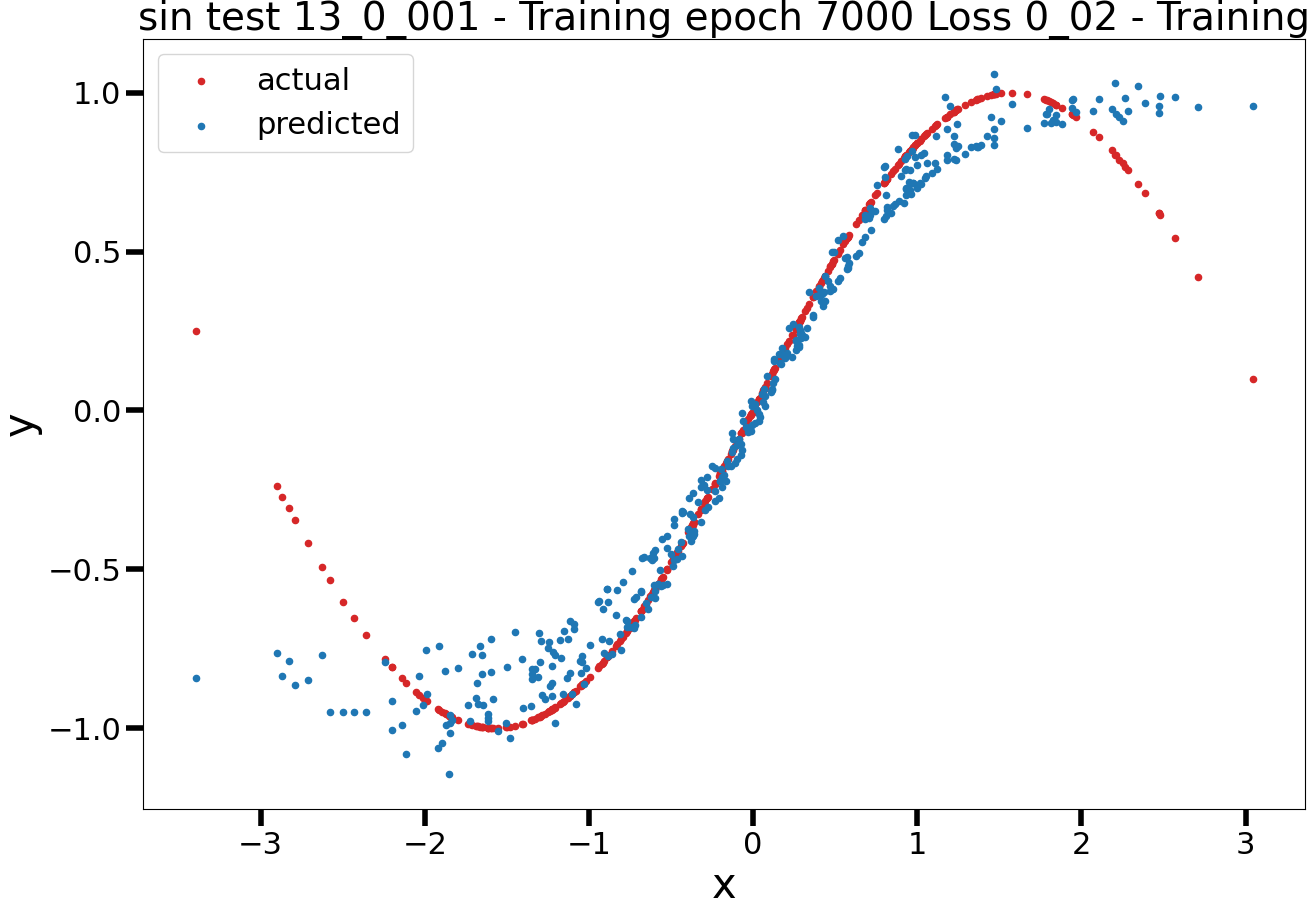 sin test 13_0_001 - Training epoch 7000 Loss 0_02 - Training
actual
predicted
1.0
0.5
0.0
−0.5
−1.0
y
−3 −2 −1 0 1 2 3
x